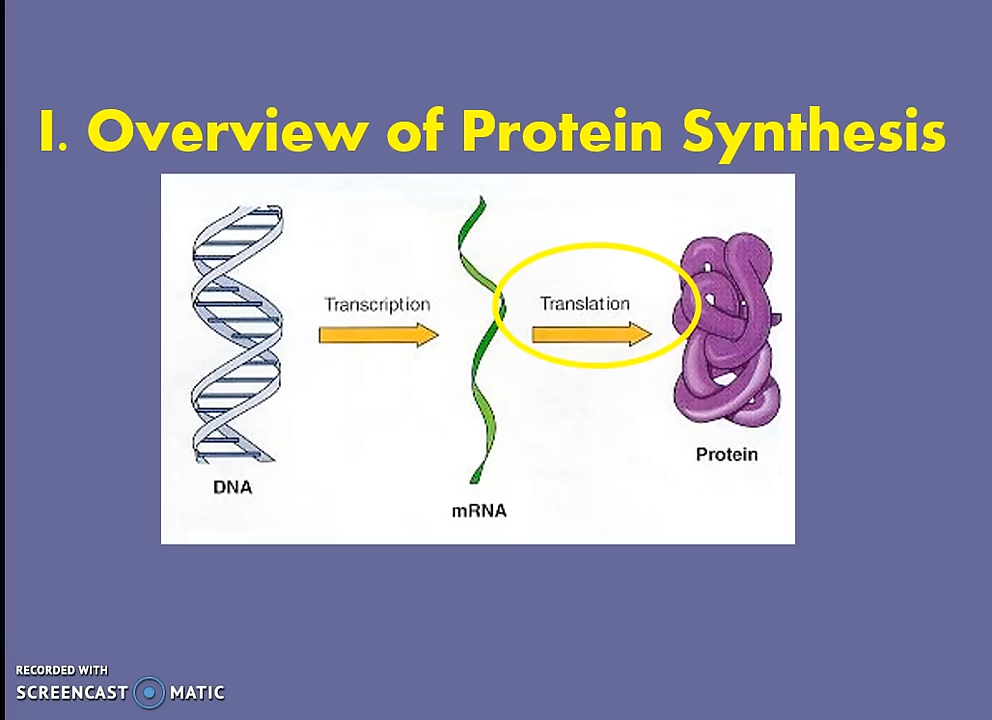 I. Overview of Protein Synthesis
Transcription
Translation
Protein
DNA
mRNA
RECORDED WITH
SCREENCAST MATIC